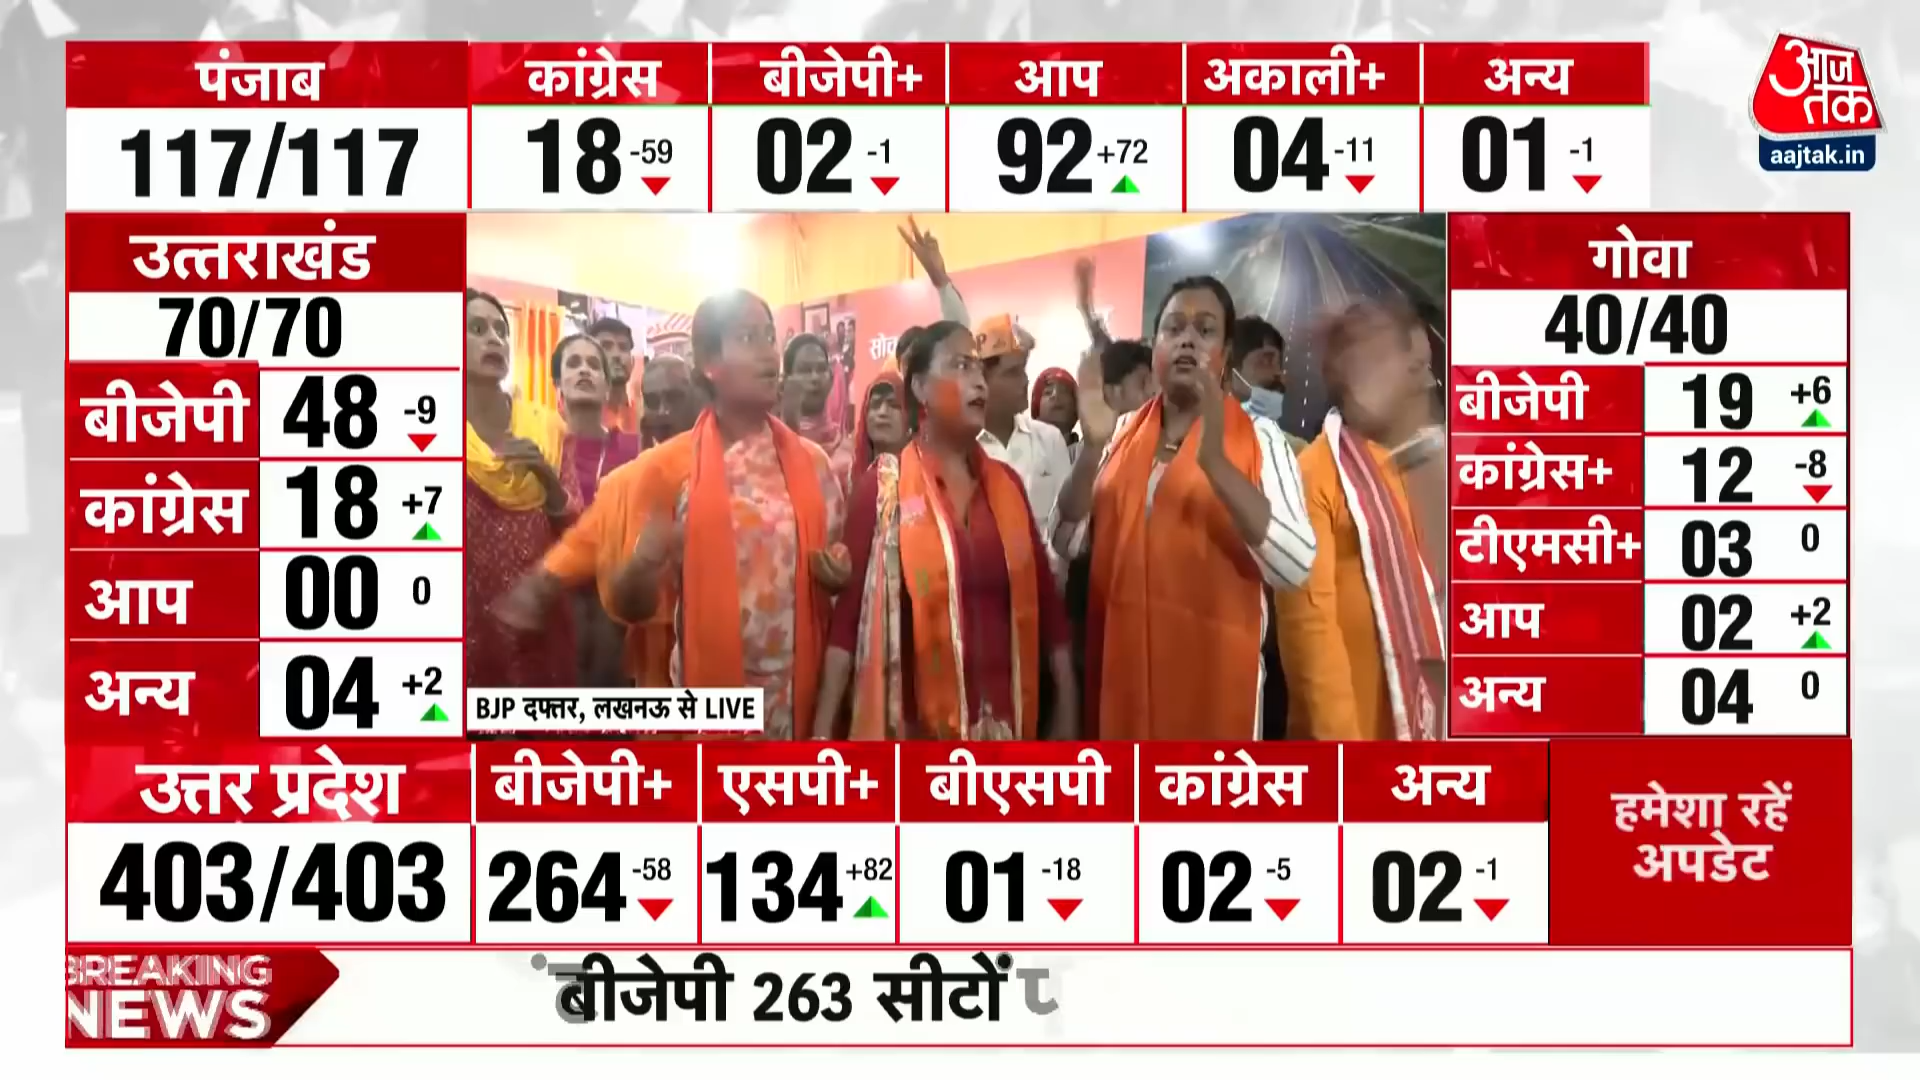 पंजाब
117/117
कांग्रेस
18 -59
बीजेपी+
02 -1
आप
92 +72
अकाली+
04 -11
अन्य
01 -1
आज तक
aajtak.in
उत्तराखंड
70/70
बीजेपी 48 -9
कांग्रेस 18 +7
आप 00 0
अन्य 04 +2
BJP दफ्तर, लखनऊ से LIVE
गोवा
40/40
बीजेपी 19 +6
कांग्रेस+ 12 -8
टीएमसी+ 03 0
आप 02 +2
अन्य 04 0
उत्तर प्रदेश
403/403
बीजेपी+
264 -58
एसपी+
134 +82
बीएसपी
01 -18
कांग्रेस
02 -5
अन्य
02 -1
हमेशा रहें
अपडेट
BREAKING
NEWS
बीजेपी 263 सीटों